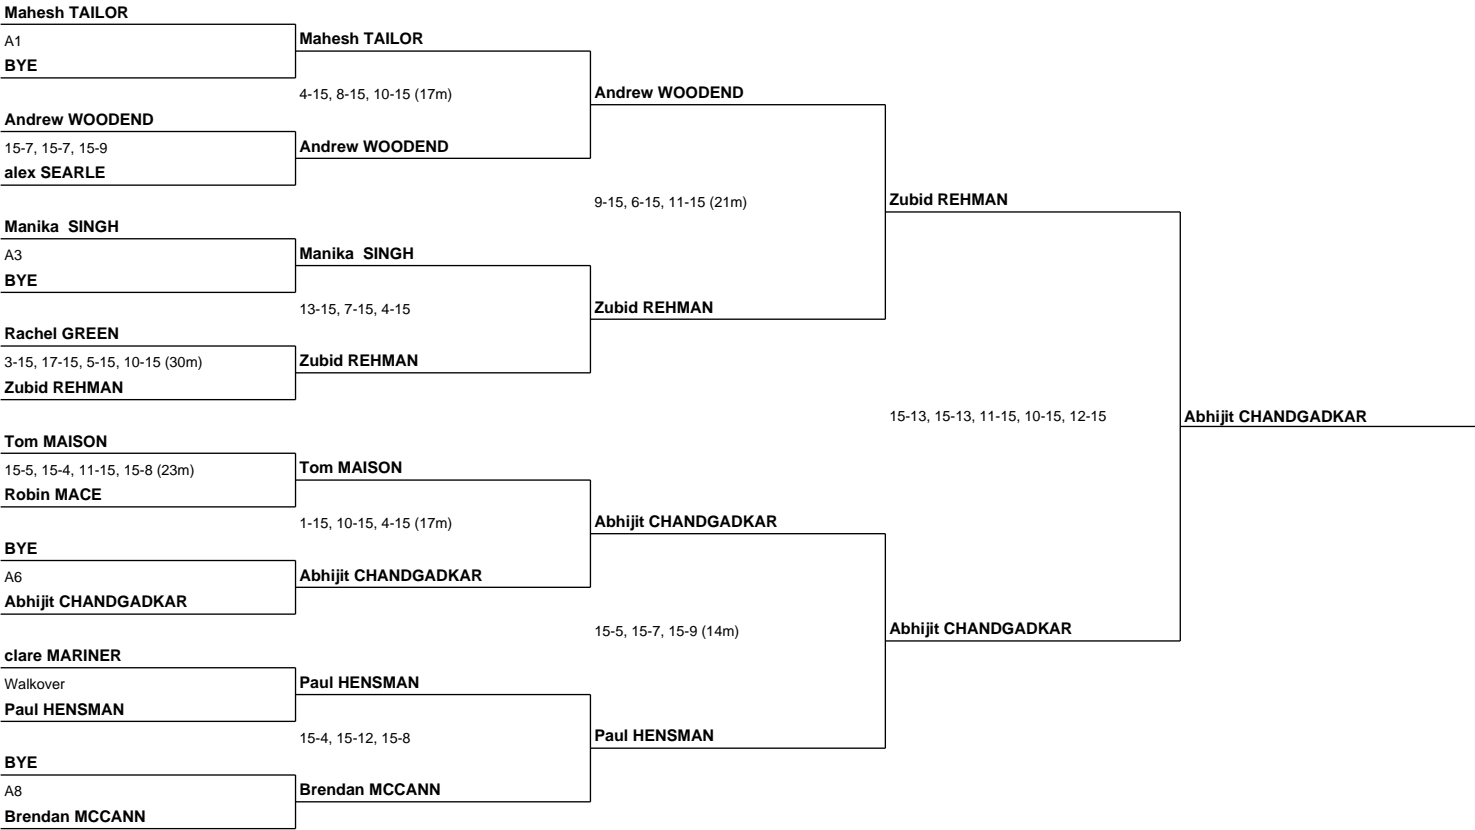 Mahesh TAILOR
A1
BYE
Andrew WOODEND
15-7, 15-7, 15-9
alex SEARLE
Manika  SINGH
A3
BYE
Rachel GREEN
3-15, 17-15, 5-15, 10-15 (30m)
Zubid REHMAN
Tom MAISON
15-5, 15-4, 11-15, 15-8 (23m)
Robin MACE
BYE
A6
Abhijit CHANDGADKAR
clare MARINER
Walkover
Paul HENSMAN
BYE
A8
Brendan MCCANN
Mahesh TAILOR
4-15, 8-15, 10-15 (17m)
Andrew WOODEND
Manika  SINGH
13-15, 7-15, 4-15
Zubid REHMAN
Tom MAISON
1-15, 10-15, 4-15 (17m)
Abhijit CHANDGADKAR
Paul HENSMAN
15-4, 15-12, 15-8
Brendan MCCANN
Andrew WOODEND
9-15, 6-15, 11-15 (21m)
Zubid REHMAN
Abhijit CHANDGADKAR
15-5, 15-7, 15-9 (14m)
Paul HENSMAN
Zubid REHMAN
15-13, 15-13, 11-15, 10-15, 12-15
Abhijit CHANDGADKAR
Abhijit CHANDGADKAR